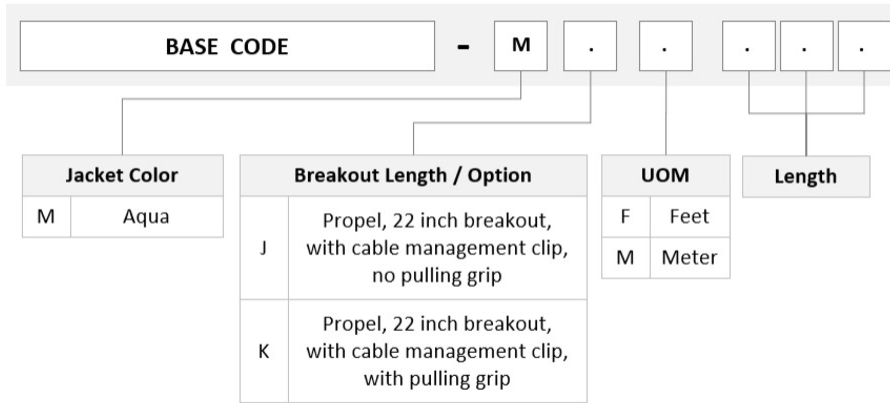 BASE CODE - M . . . . .
Jacket Color
M Aqua
Breakout Length / Option
J Propel, 22 inch breakout,
with cable management clip,
no pulling grip
K Propel, 22 inch breakout,
with cable management clip,
with pulling grip
UOM
F Feet
M Meter
Length